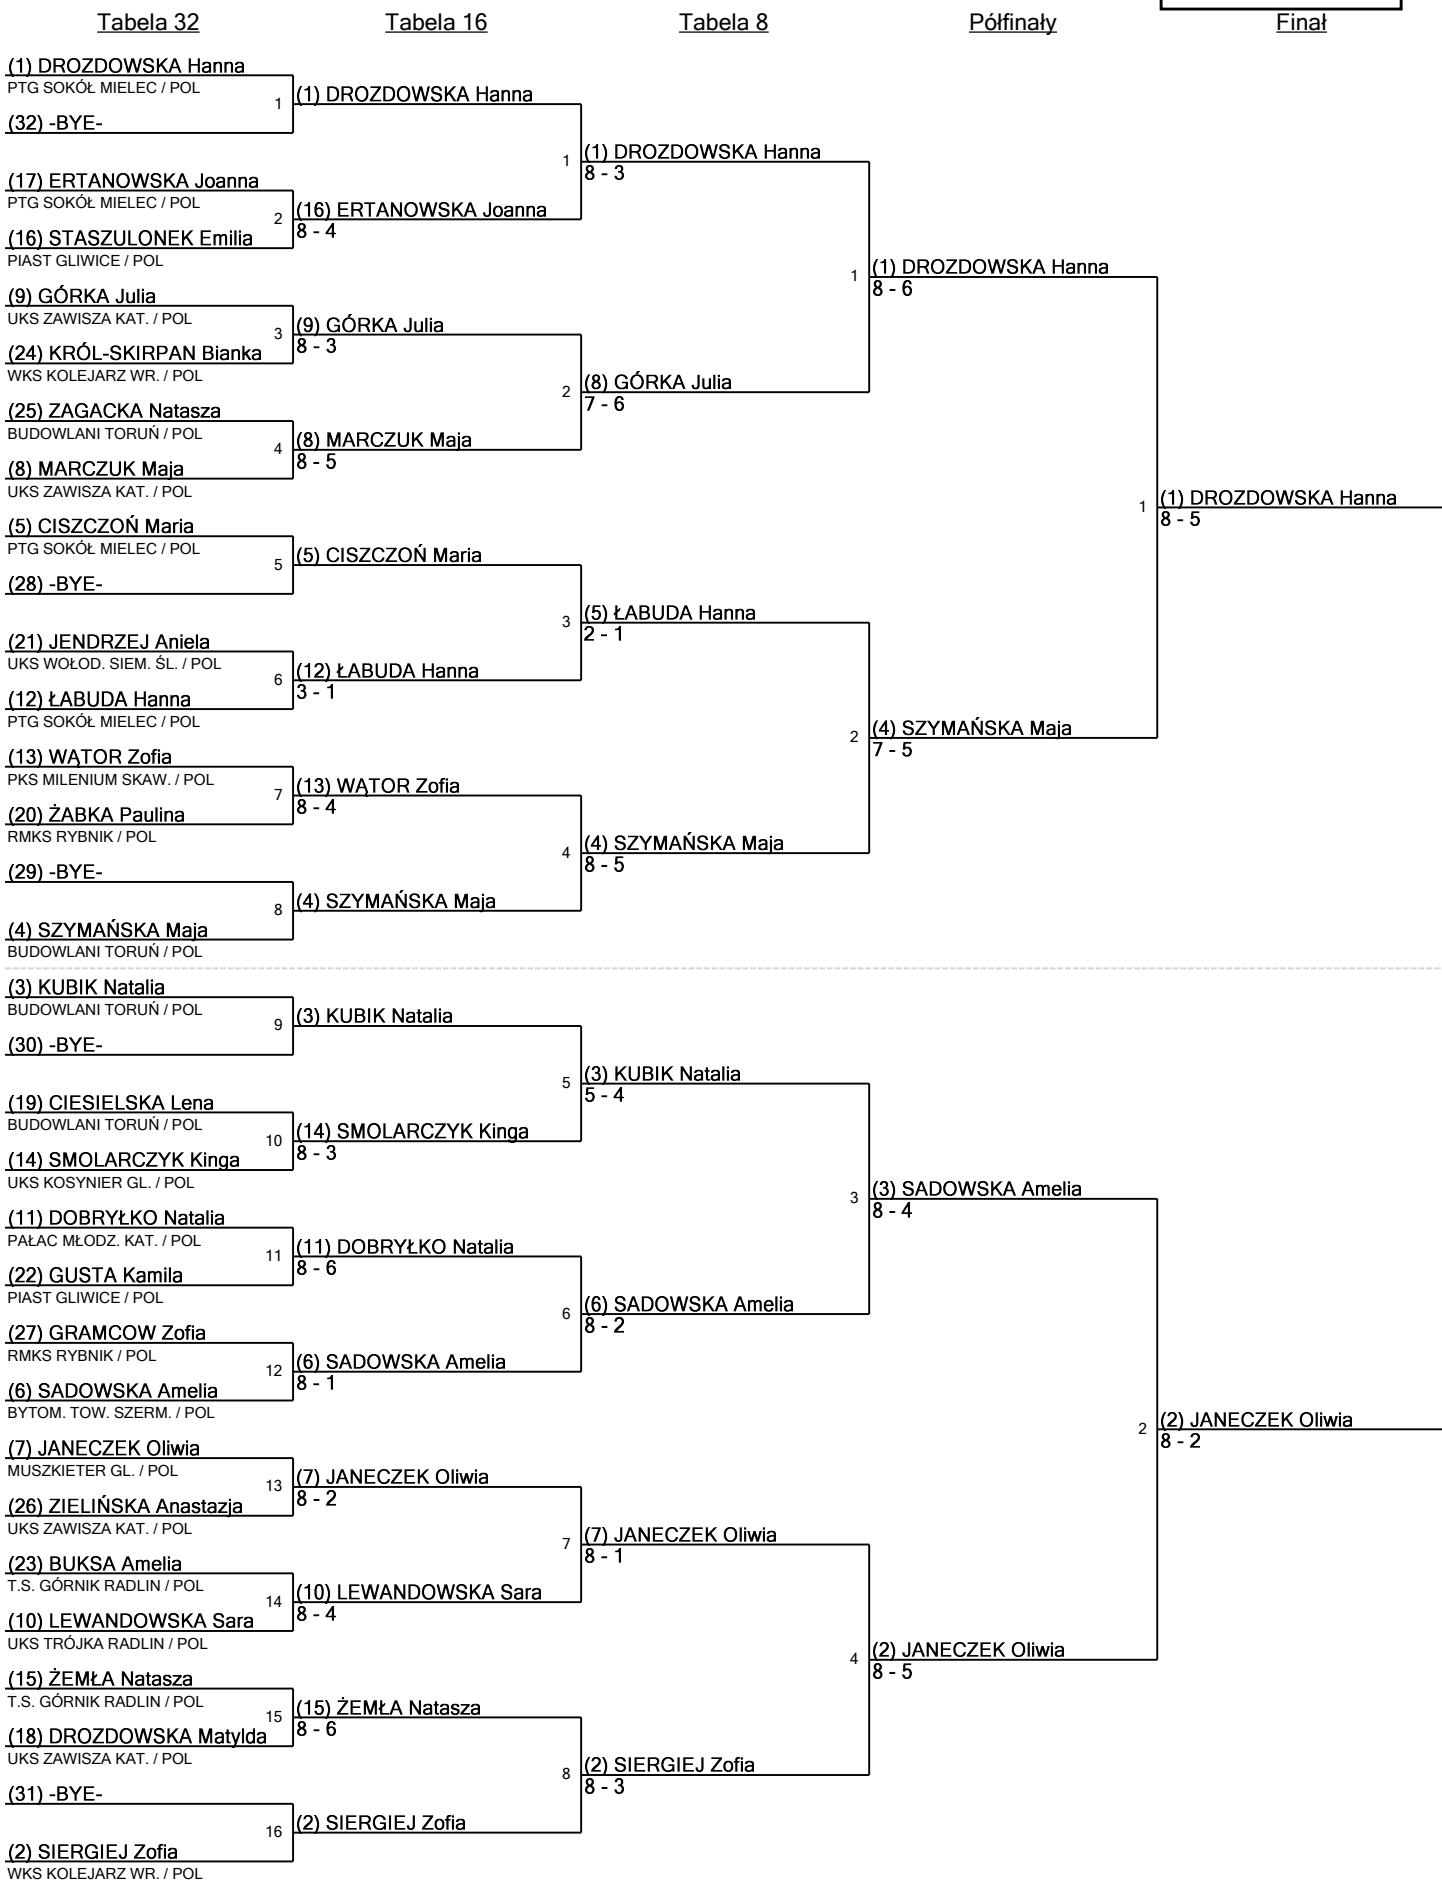 Tabela 32
Tabela 16
Tabela 8
Półfinały
Finał
(1) DROZDOWSKA Hanna
PTG SOKÓŁ MIELEC / POL
(32) -BYE-
(17) ERTANOWSKA Joanna
PTG SOKÓŁ MIELEC / POL
(16) STASZULONEK Emilia
PIAST GLIWICE / POL
(9) GÓRKA Julia
UKS ZAWISZA KAT. / POL
(24) KRÓL-SKIRPAN Bianka
WKS KOLEJARZ WR. / POL
(25) ZAGACKA Natasza
BUDOWLANI TORUŃ / POL
(8) MARCZUK Maja
UKS ZAWISZA KAT. / POL
(5) CISZCZOŃ Maria
PTG SOKÓŁ MIELEC / POL
(28) -BYE-
(21) JENDRZEJ Aniela
UKS WOŁOD. SIEM. ŚL. / POL
(12) ŁABUDA Hanna
PTG SOKÓŁ MIELEC / POL
(13) WĄTOR Zofia
PKS MILENIUM SKAW. / POL
(20) ŻABKA Paulina
RMKS RYBNIK / POL
(29) -BYE-
(4) SZYMAŃSKA Maja
BUDOWLANI TORUŃ / POL
(3) KUBIK Natalia
BUDOWLANI TORUŃ / POL
(30) -BYE-
(19) CIESIELSKA Lena
BUDOWLANI TORUŃ / POL
(14) SMOLARCZYK Kinga
UKS KOSYNIER GL. / POL
(11) DOBRYŁKO Natalia
PAŁAC MŁODZ. KAT. / POL
(22) GUSTA Kamila
PIAST GLIWICE / POL
(27) GRAMCOW Zofia
RMKS RYBNIK / POL
(6) SADOWSKA Amelia
BYTOM. TOW. SZERM. / POL
(7) JANECZEK Oliwia
MUSZKIETER GL. / POL
(26) ZIELIŃSKA Anastazja
UKS ZAWISZA KAT. / POL
(23) BUKSA Amelia
T.S. GÓRNIK RADLIN / POL
(10) LEWANDOWSKA Sara
UKS TRÓJKA RADLIN / POL
(15) ŻEMŁA Natasza
T.S. GÓRNIK RADLIN / POL
(18) DROZDOWSKA Matylda
UKS ZAWISZA KAT. / POL
(31) -BYE-
(2) SIERGIEJ Zofia
WKS KOLEJARZ WR. / POL
1 (1) DROZDOWSKA Hanna
2 (16) ERTANOWSKA Joanna
8 - 4
3 (9) GÓRKA Julia
8 - 3
4 (8) MARCZUK Maja
8 - 5
5 (5) CISZCZOŃ Maria
6 (12) ŁABUDA Hanna
3 - 1
7 (13) WĄTOR Zofia
8 - 4
8 (4) SZYMAŃSKA Maja
9 (3) KUBIK Natalia
10 (14) SMOLARCZYK Kinga
8 - 3
11 (11) DOBRYŁKO Natalia
8 - 6
12 (6) SADOWSKA Amelia
8 - 1
13 (7) JANECZEK Oliwia
8 - 2
14 (10) LEWANDOWSKA Sara
8 - 4
15 (15) ŻEMŁA Natasza
8 - 6
16 (2) SIERGIEJ Zofia
1 (1) DROZDOWSKA Hanna
8 - 3
2 (8) GÓRKA Julia
7 - 6
3 (5) ŁABUDA Hanna
2 - 1
4 (4) SZYMAŃSKA Maja
8 - 5
5 (3) KUBIK Natalia
5 - 4
6 (6) SADOWSKA Amelia
8 - 2
7 (7) JANECZEK Oliwia
8 - 1
8 (2) SIERGIEJ Zofia
8 - 3
1 (1) DROZDOWSKA Hanna
8 - 6
2 (4) SZYMAŃSKA Maja
7 - 5
3 (3) SADOWSKA Amelia
8 - 4
4 (2) JANECZEK Oliwia
8 - 5
1 (1) DROZDOWSKA Hanna
8 - 5
2 (2) JANECZEK Oliwia
8 - 2